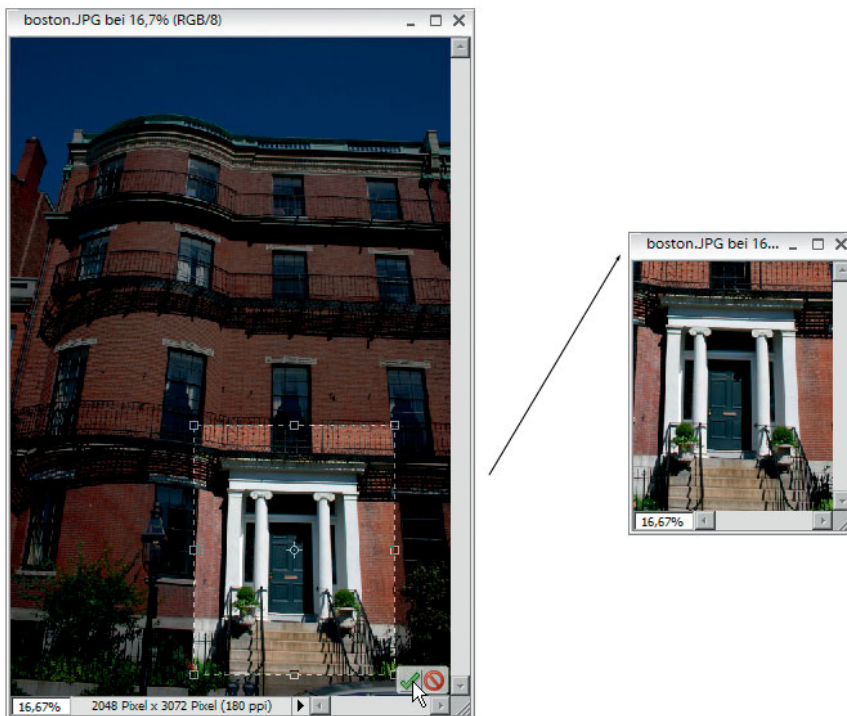 boston.JPG bei 16,7% (RGB/8)
16,67%
2048 Pixel x 3072 Pixel (180 ppi)
boston.JPG bei 16...
16,67%